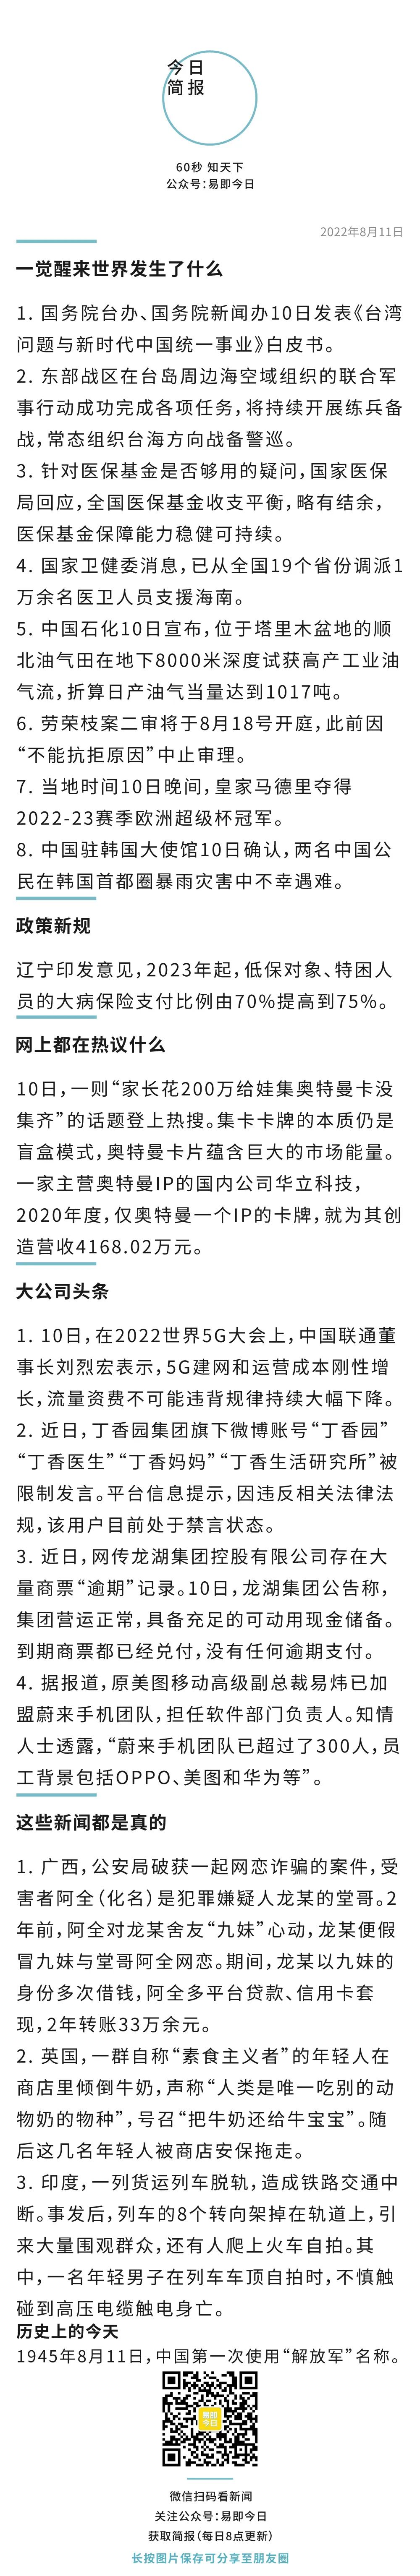 今日
简报
60秒 知天下
公众号：易即今日
2022年8月11日
一觉醒来世界发生了什么
1. 国务院台办、国务院新闻办10日发表《台湾
问题与新时代中国统一事业》白皮书。
2. 东部战区在台岛周边海空域组织的联合军
事行动成功完成各项任务，将持续开展练兵备
战，常态组织台海方向战备警巡。
3. 针对医保基金是否够用的疑问，国家医保
局回应，全国医保基金收支平衡，略有结余，
医保基金保障能力稳健可持续。
4. 国家卫健委消息，已从全国19个省份调派1
万余名医卫人员支援海南。
5. 中国石化10日宣布，位于塔里木盆地的顺
北油气田在地下8000米深度试获高产工业油
气流，折算日产油气当量达到1017吨。
6. 劳荣枝案二审将于8月18号开庭，此前因
“不能抗拒原因”中止审理。
7. 当地时间10日晚间，皇家马德里夺得
2022-23赛季欧洲超级杯冠军。
8. 中国驻韩国大使馆10日确认，两名中国公
民在韩国首都圈暴雨灾害中不幸遇难。
政策新规
辽宁印发意见，2023年起，低保对象、特困人
员的大病保险支付比例由70%提高到75%。
网上都在热议什么
10日，一则“家长花200万给娃集奥特曼卡没
集齐”的话题登上热搜。集卡卡牌的本质仍是
盲盒模式，奥特曼卡片蕴含巨大的市场能量。
一家主营奥特曼IP的国内公司华立科技，
2020年度，仅奥特曼一个IP的卡牌，就为其创
造营收4168.02万元。
大公司头条
1. 10日，在2022世界5G大会上，中国联通董
事长刘烈宏表示，5G建网和运营成本刚性增
长，流量资费不可能违背规律持续大幅下降。
2. 近日，丁香园集团旗下微博账号“丁香园”
“丁香医生”“丁香妈妈”“丁香生活研究所”被
限制发言。平台信息提示，因违反相关法律法
规，该用户目前处于禁言状态。
3. 近日，网传龙湖集团控股有限公司存在大
量商票“逾期”记录。10日，龙湖集团公告称，
集团营运正常，具备充足的可动用现金储备。
到期商票都已经兑付，没有任何逾期支付。
4. 据报道，原美图移动高级副总裁易炜已加
盟蔚来手机团队，担任软件部门负责人。知情
人士透露，“蔚来手机团队已超过了300人，员
工背景包括OPPO、美图和华为等”。
这些新闻都是真的
1. 广西，公安局破获一起网恋诈骗的案件，受
害者阿全（化名）是犯罪嫌疑人龙某的堂哥。2
年前，阿全对龙某舍友“九妹”心动，龙某便假
冒九妹与堂哥阿全网恋。期间，龙某以九妹的
身份多次借钱，阿全多平台贷款、信用卡套
现，2年转账33万余元。
2. 英国，一群自称“素食主义者”的年轻人在
商店里倾倒牛奶，声称“人类是唯一吃别的动
物奶的物种”，号召“把牛奶还给牛宝宝”。随
后这几名年轻人被商店安保拖走。
3. 印度，一列货运列车脱轨，造成铁路交通中
断。事发后，列车的8个转向架掉在轨道上，引
来大量围观群众，还有人爬上火车自拍。其
中，一名年轻男子在列车车顶自拍时，不慎触
碰到高压电缆触电身亡。
历史上的今天
1945年8月11日，中国第一次使用“解放军”名称。
易即
今日
微信扫码看新闻
关注公众号：易即今日
获取简报（每日8点更新）
长按图片保存可分享至朋友圈